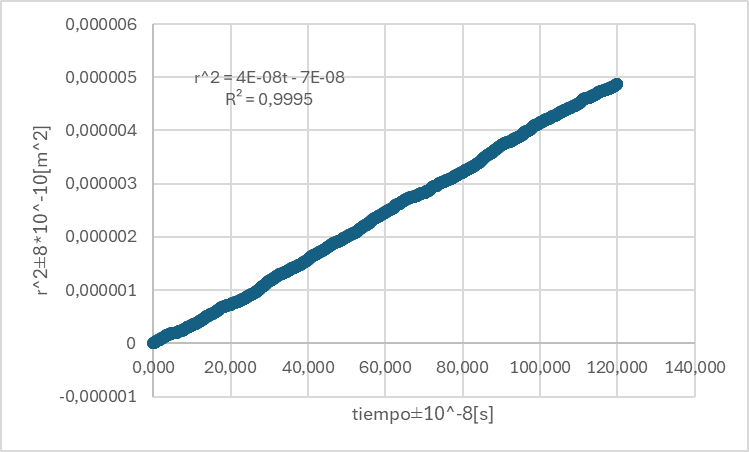 0,000006
0,000005
0,000004
0,000003
0,000002
0,000001
0
-0,000001
r^2±8*10^-10[m^2]
r^2 = 4E-08t - 7E-08
R² = 0,9995
0,000 20,000 40,000 60,000 80,000 100,000 120,000 140,000
tiempo±10^-8[s]